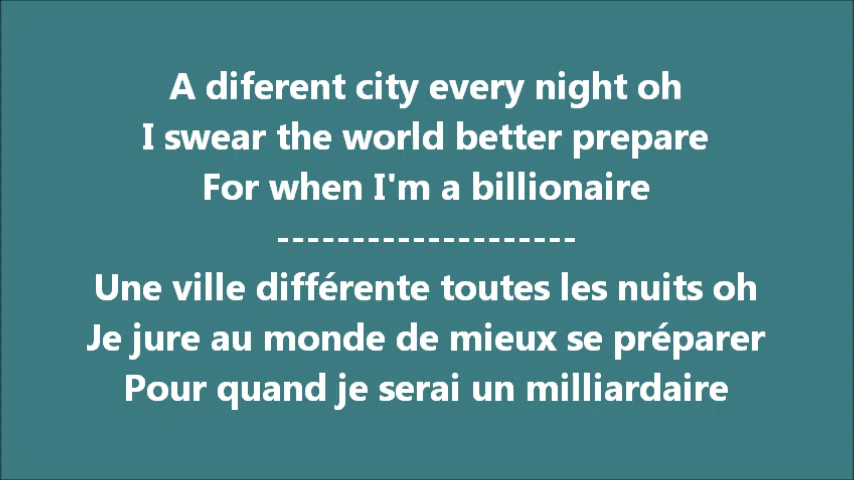 A diferent city every night oh
I swear the world better prepare
For when I'm a billionaire
--------------------
Une ville différente toutes les nuits oh
Je jure au monde de mieux se préparer
Pour quand je serai un milliardaire